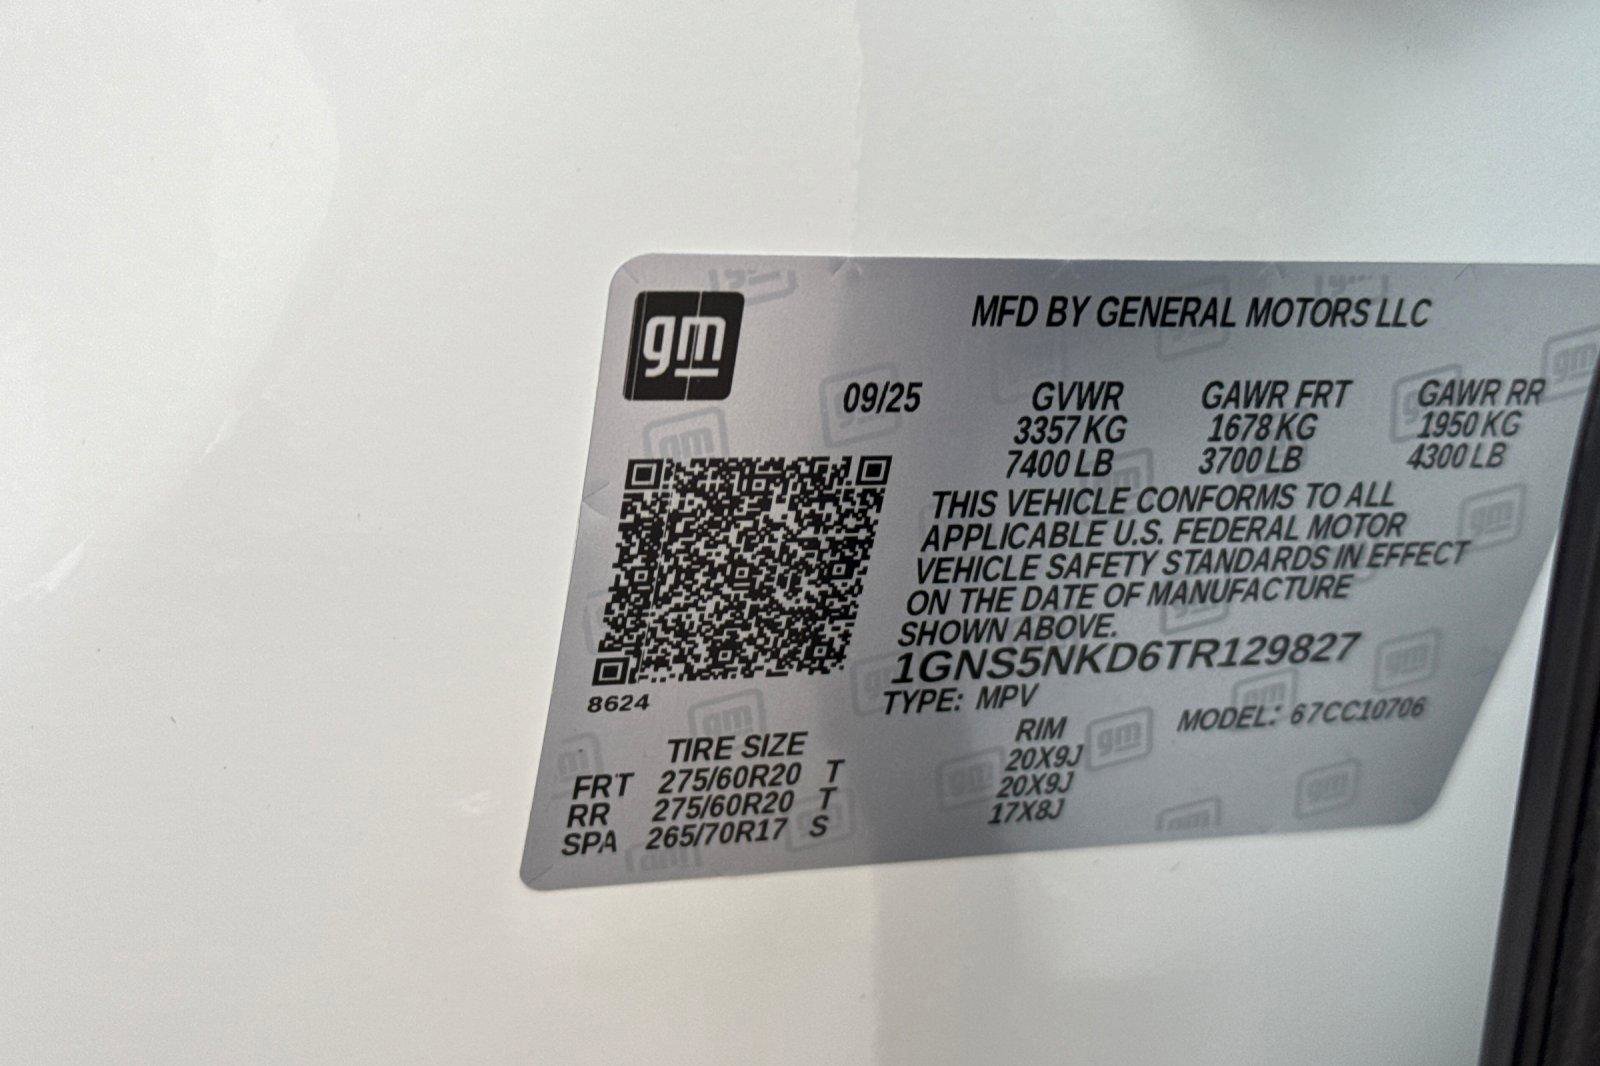 gm
MFD BY GENERAL MOTORS LLC
09/25 GVWR GAWR FRT GAWR RR
3357 KG 1678 KG 1950 KG
7400 LB 3700 LB 4300 LB
THIS VEHICLE CONFORMS TO ALL
APPLICABLE U.S. FEDERAL MOTOR
VEHICLE SAFETY STANDARDS IN EFFECT
ON THE DATE OF MANUFACTURE
SHOWN ABOVE.
1GNS5NKD6TR129827
8624
TYPE: MPV MODEL: 67CC10706
TIRE SIZE RIM
FRT 275/60R20 T 20X9J
RR 275/60R20 T 20X9J
SPA 265/70R17 S 17X8J